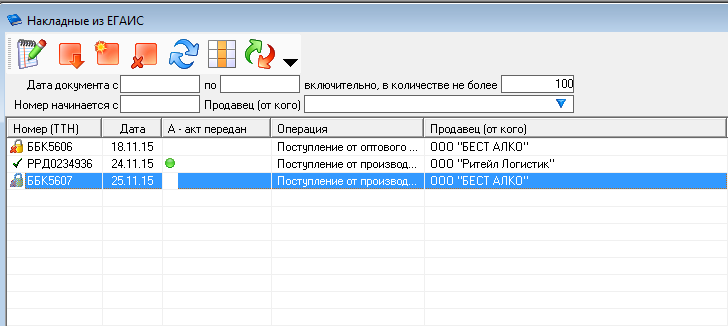 Накладные из ЕГАИС
Дата документа с по включительно, в количестве не более 100
Номер начинается с Продавец (от кого)
Номер (ТТН) Дата А - акт передан Операция Продавец (от кого)
ББК5606 18.11.15 Поступление от оптового ... ООО "БЕСТ АЛКО"
РРД0234936 24.11.15 Поступление от производ... ООО "Ритейл Логистик"
ББК5607 25.11.15 Поступление от производ... ООО "БЕСТ АЛКО"